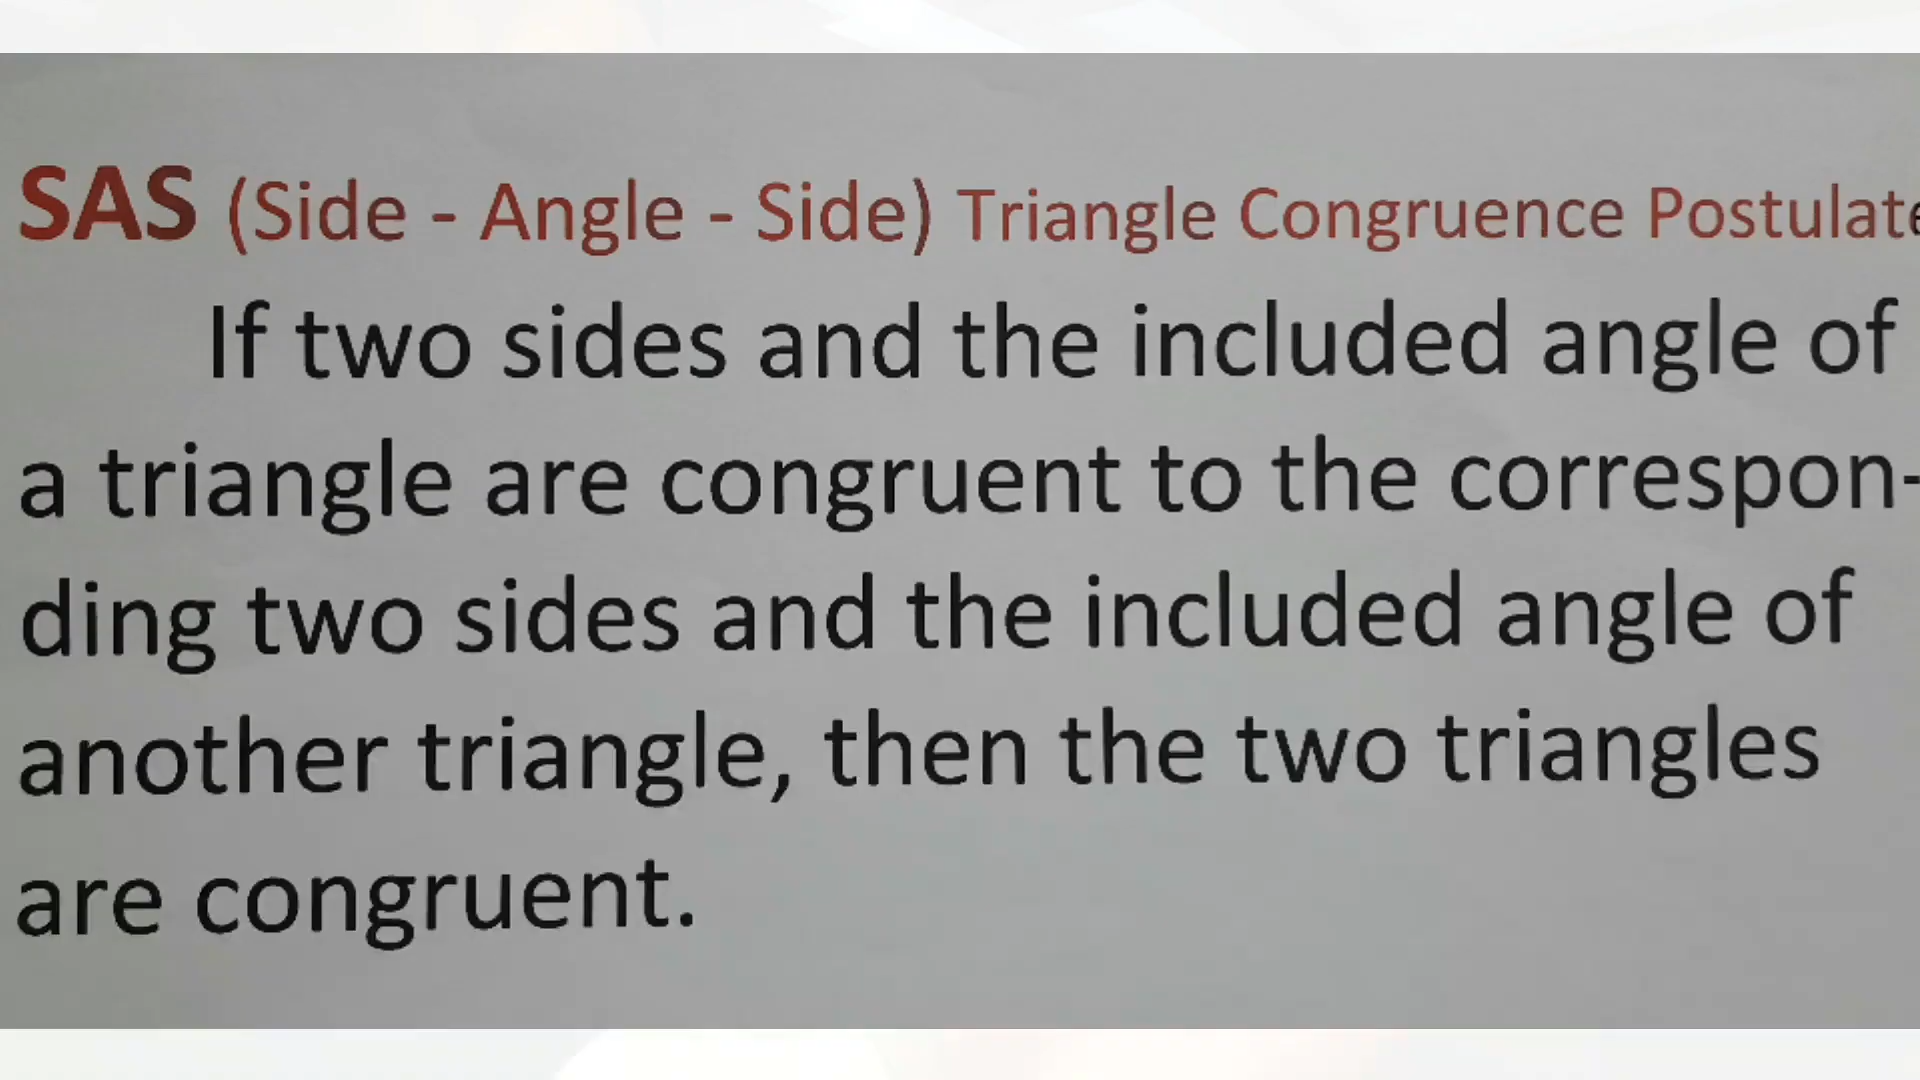 SAS (Side - Angle - Side) Triangle Congruence Postulate
If two sides and the included angle of
a triangle are congruent to the correspon-
ding two sides and the included angle of
another triangle, then the two triangles
are congruent.